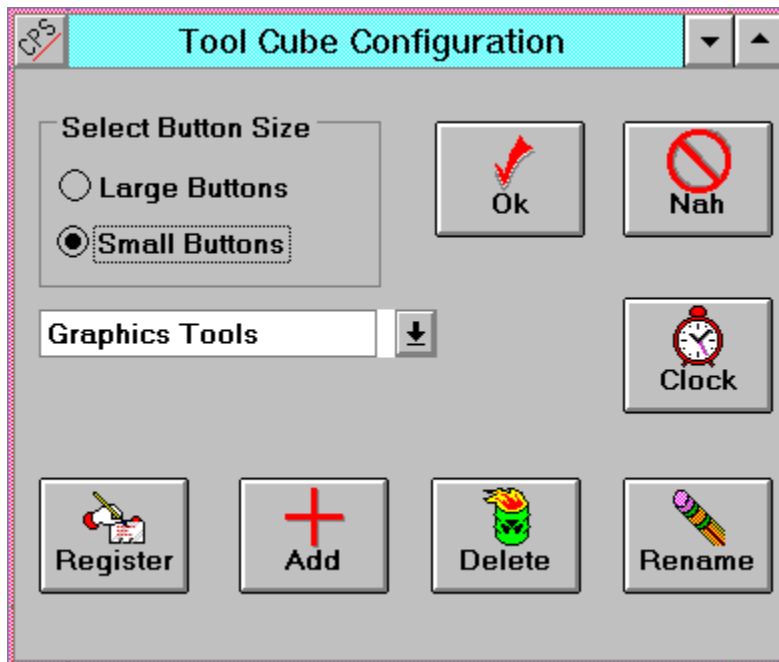 CPS
Tool Cube Configuration
Select Button Size
Large Buttons
Small Buttons
Ok
Nah
Graphics Tools
Clock
Register
Add
Delete
Rename